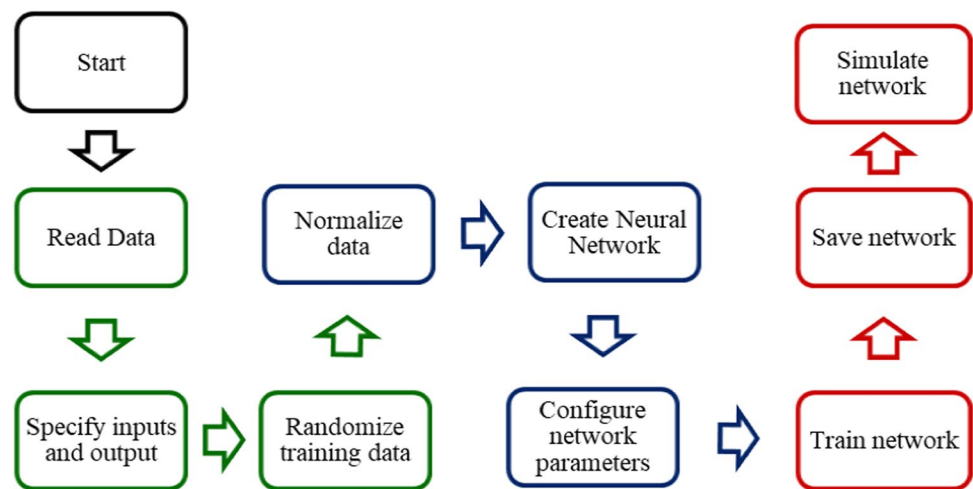 Start
Read Data
Specify inputs
and output
Randomize
training data
Normalize
data
Create Neural
Network
Configure
network
parameters
Train network
Save network
Simulate
network